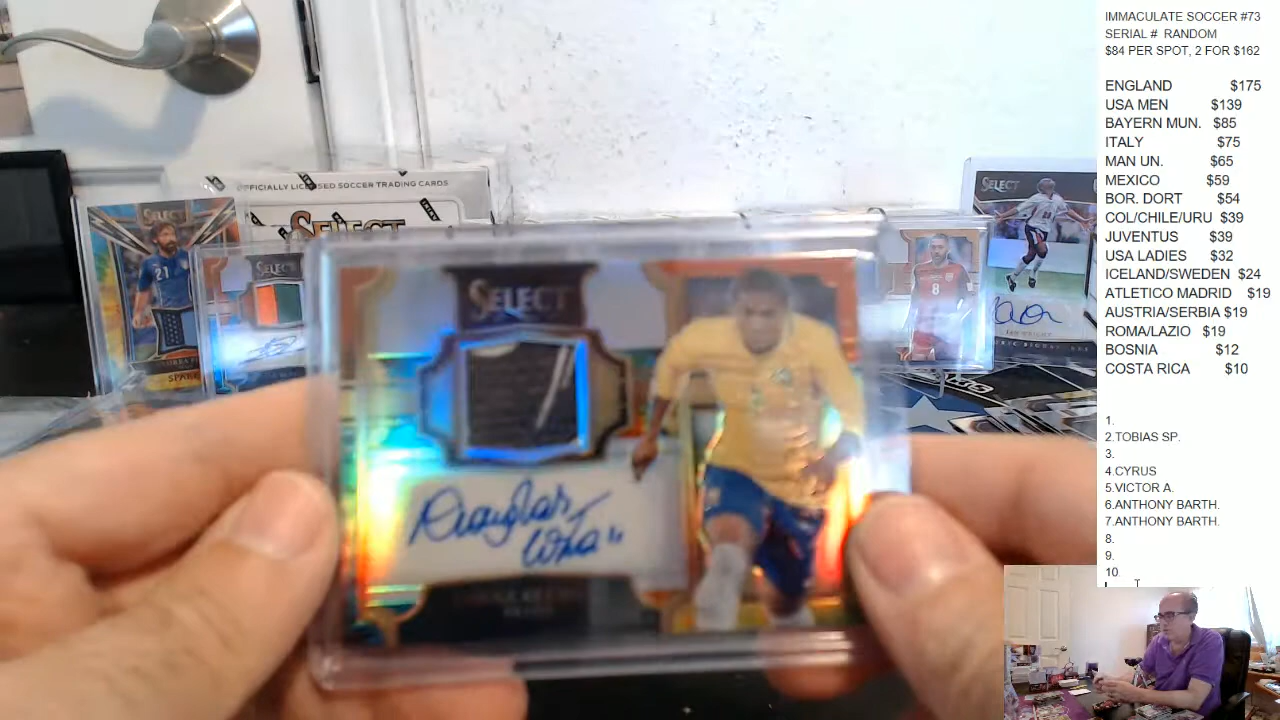 IMMACULATE SOCCER #73
SERIAL # RANDOM
$84 PER SPOT, 2 FOR $162
ENGLAND $175
USA MEN $139
BAYERN MUN. $85
ITALY $75
MAN UN. $65
MEXICO $59
BOR. DORT $54
COL/CHILE/URU $39
JUVENTUS $39
USA LADIES $32
ICELAND/SWEDEN $24
ATLETICO MADRID $19
AUSTRIA/SERBIA $19
ROMA/LAZIO $19
BOSNIA $12
COSTA RICA $10
1.
2.TOBIAS SP.
3.
4.CYRUS
5.VICTOR A.
6.ANTHONY BARTH.
7.ANTHONY BARTH.
8.
9.
10.
OFFICIALLY LICENSED SOCCER TRADING CARDS
SELECT
SELECT
21
SELECT
SELECT
8
SELECT
Douglas